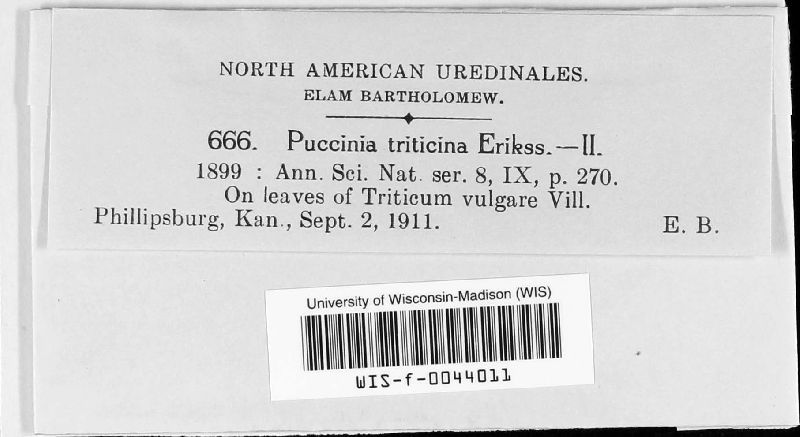 NORTH AMERICAN UREDINALES.
ELAM BARTHOLOMEW.
666. Puccinia triticina Erikss.—II.
1899 : Ann. Sci. Nat. ser. 8, IX, p. 270.
On leaves of Triticum vulgare Vill.
Phillipsburg, Kan., Sept. 2, 1911. E. B.
University of Wisconsin-Madison (WIS)
WIS-f-0044011